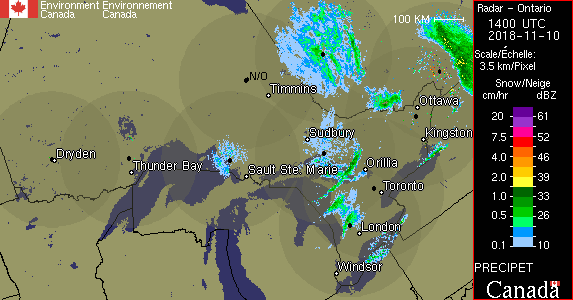 Environment Environnement
Canada Canada
100 KM
Radar - Ontario
1400 UTC
2018-11-10
Scale/Échelle:
3.5 km/Pixel
Snow/Neige
cm/hr dBZ
20 61
7.5 52
4.0 46
2.0 39
1.0 33
0.5 26
0.1 10
PRECIPET
Canada
N/O
Timmins
Ottawa
Sudbury
Kingston
Dryden
Thunder Bay
Sault Ste. Marie
Orillia
Toronto
London
Windsor